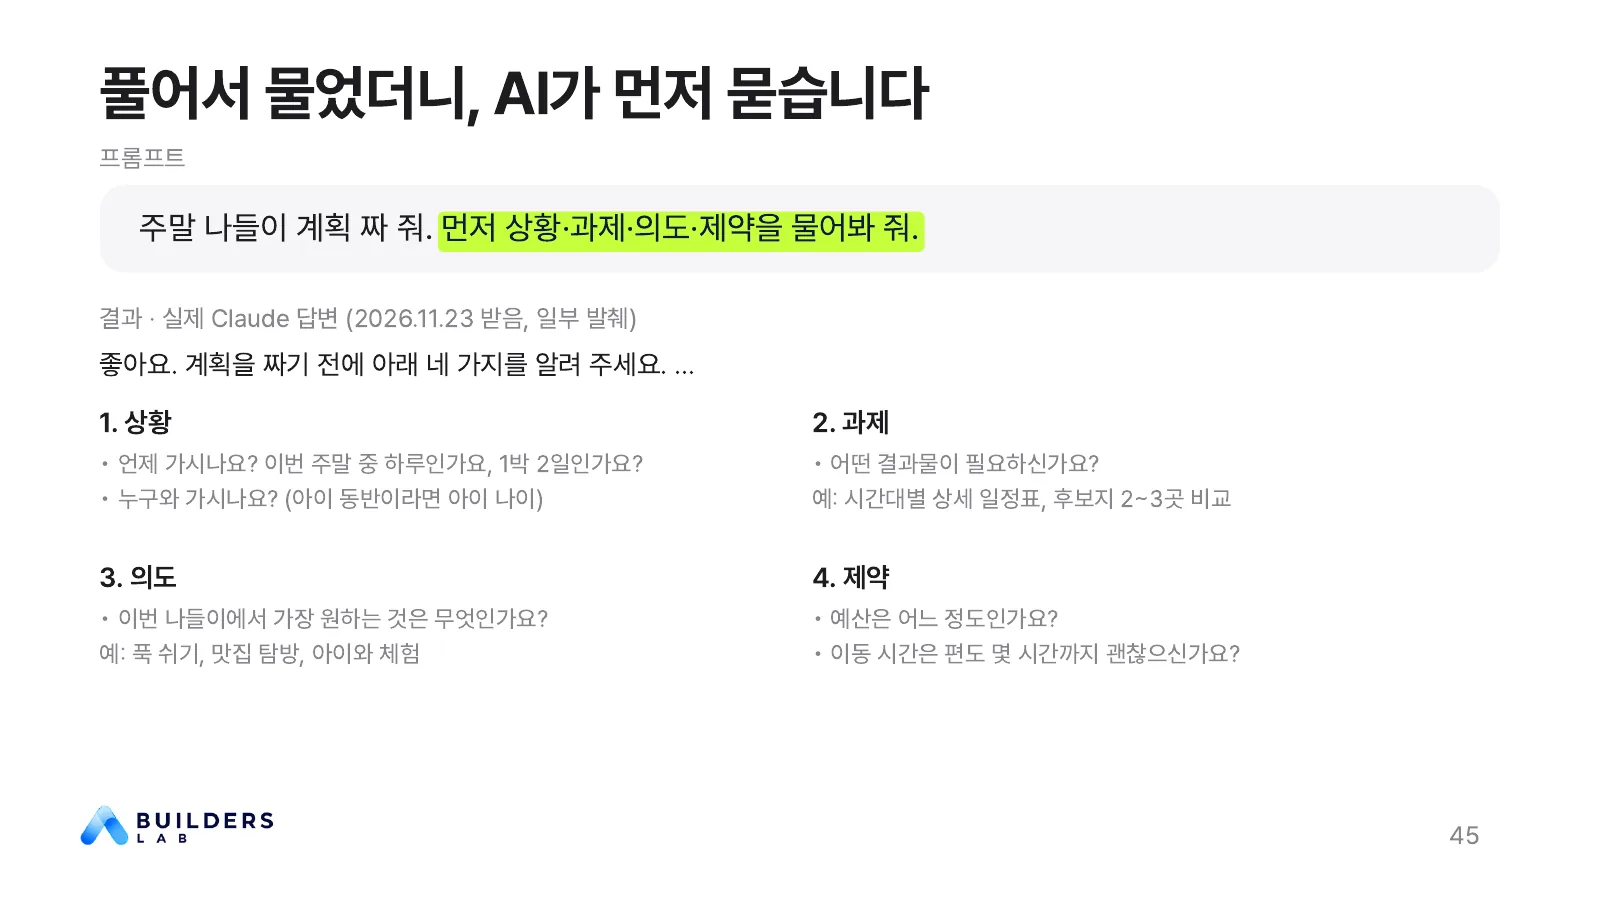 풀어서 물었더니, AI가 먼저 묻습니다
프롬프트
주말 나들이 계획 짜 줘. 먼저 상황·과제·의도·제약을 물어봐 줘.
결과 · 실제 Claude 답변 (2026.11.23 받음, 일부 발췌)
좋아요. 계획을 짜기 전에 아래 네 가지를 알려 주세요. ...
1. 상황
• 언제 가시나요? 이번 주말 중 하루인가요, 1박 2일인가요?
• 누구와 가시나요? (아이 동반이라면 아이 나이)
2. 과제
• 어떤 결과물이 필요하신가요?
예: 시간대별 상세 일정표, 후보지 2~3곳 비교
3. 의도
• 이번 나들이에서 가장 원하는 것은 무엇인가요?
예: 푹 쉬기, 맛집 탐방, 아이와 체험
4. 제약
• 예산은 어느 정도인가요?
• 이동 시간은 편도 몇 시간까지 괜찮으신가요?
BUILDERS
LAB
45